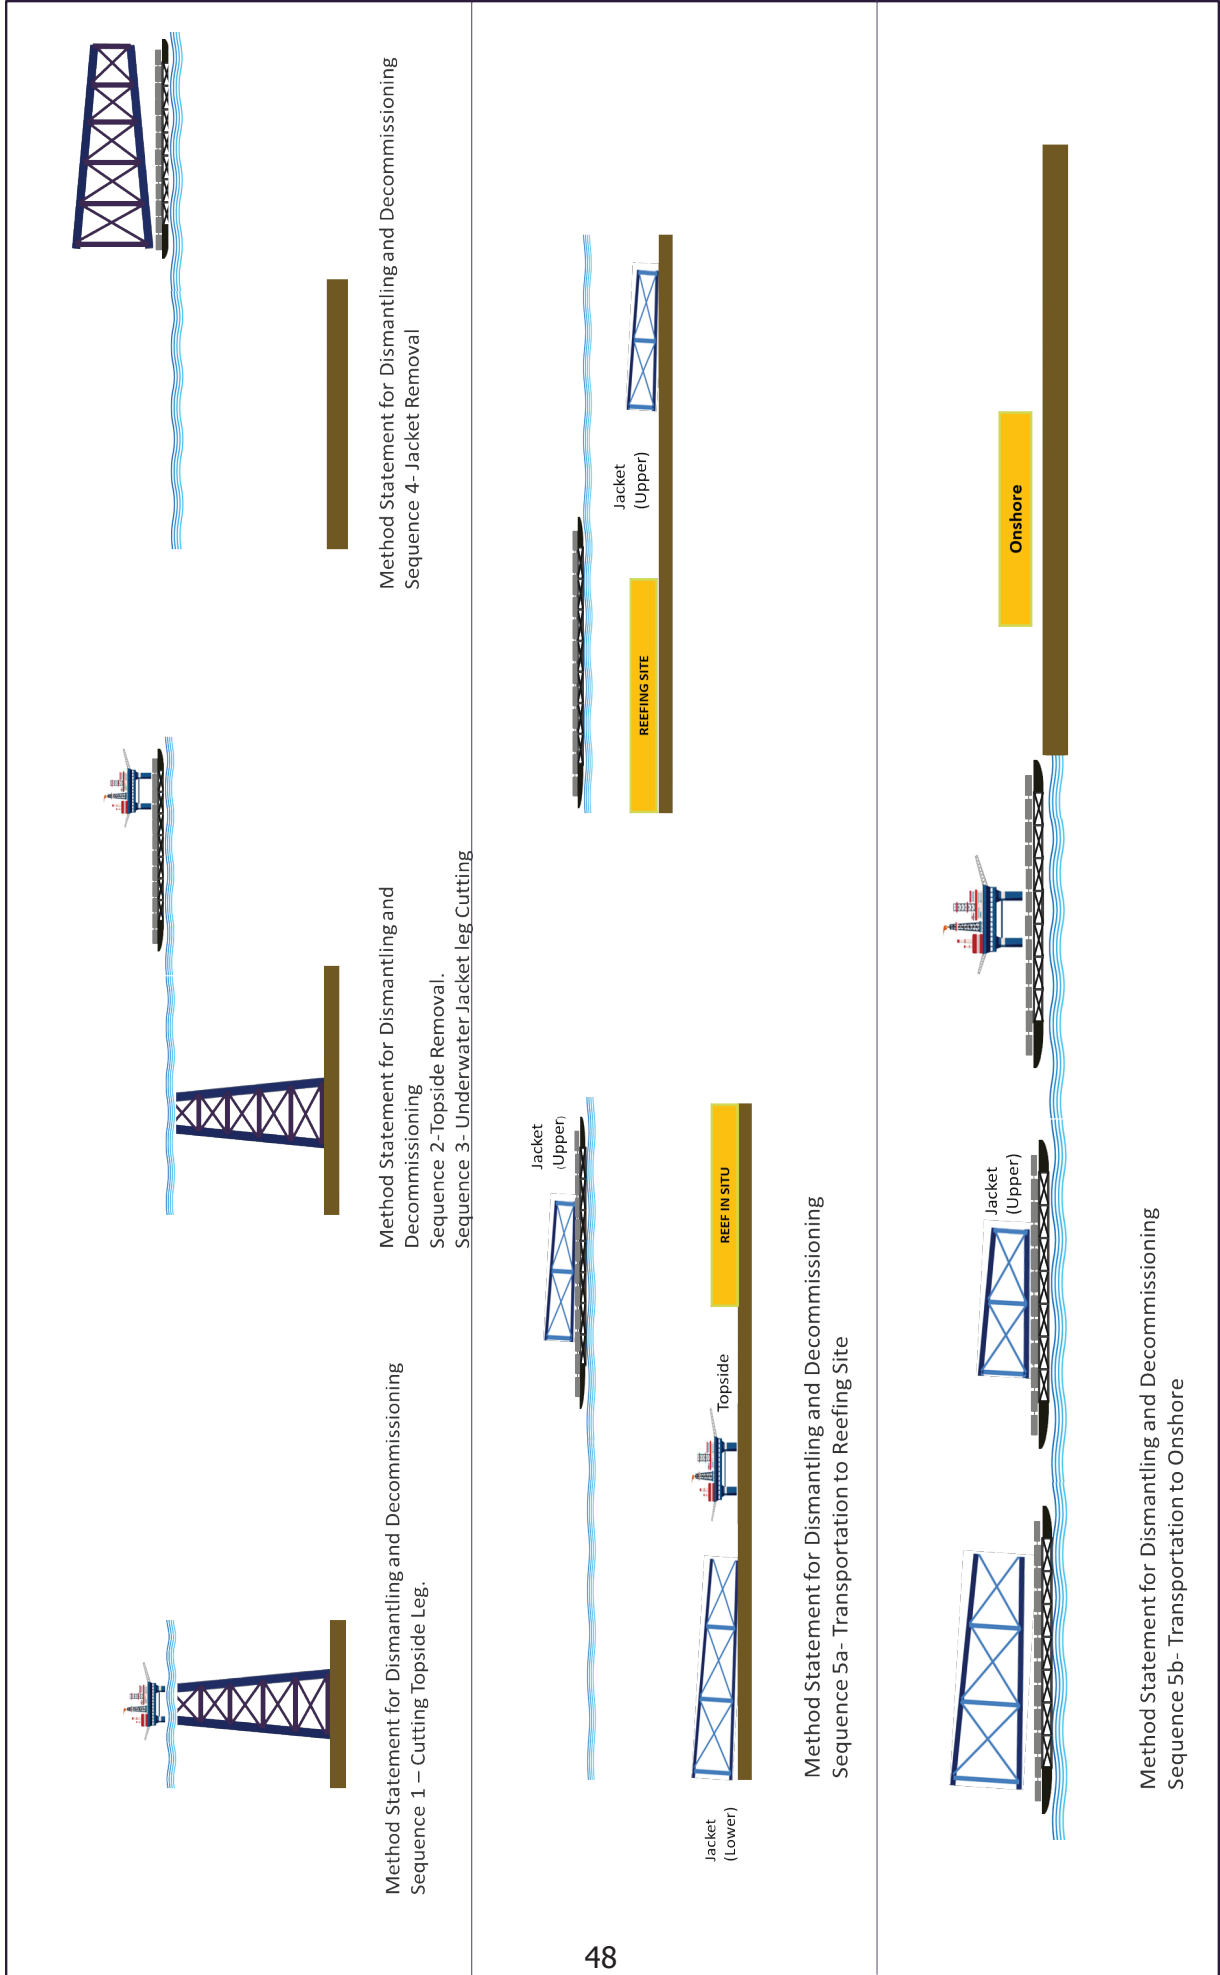 Method Statement for Dismantling and Decommissioning
Sequence 1 – Cutting Topside Leg.
Method Statement for Dismantling and
Decommissioning
Sequence 2-Topside Removal.
Sequence 3- Underwater Jacket leg Cutting
Method Statement for Dismantling and Decommissioning
Sequence 4- Jacket Removal
Jacket
(Lower)
Topside
REEF IN SITU
Jacket
(Upper)
REEFING SITE
Jacket
(Upper)
Method Statement for Dismantling and Decommissioning
Sequence 5a- Transportation to Reefing Site
Jacket
(Upper)
Onshore
Method Statement for Dismantling and Decommissioning
Sequence 5b- Transportation to Onshore
48